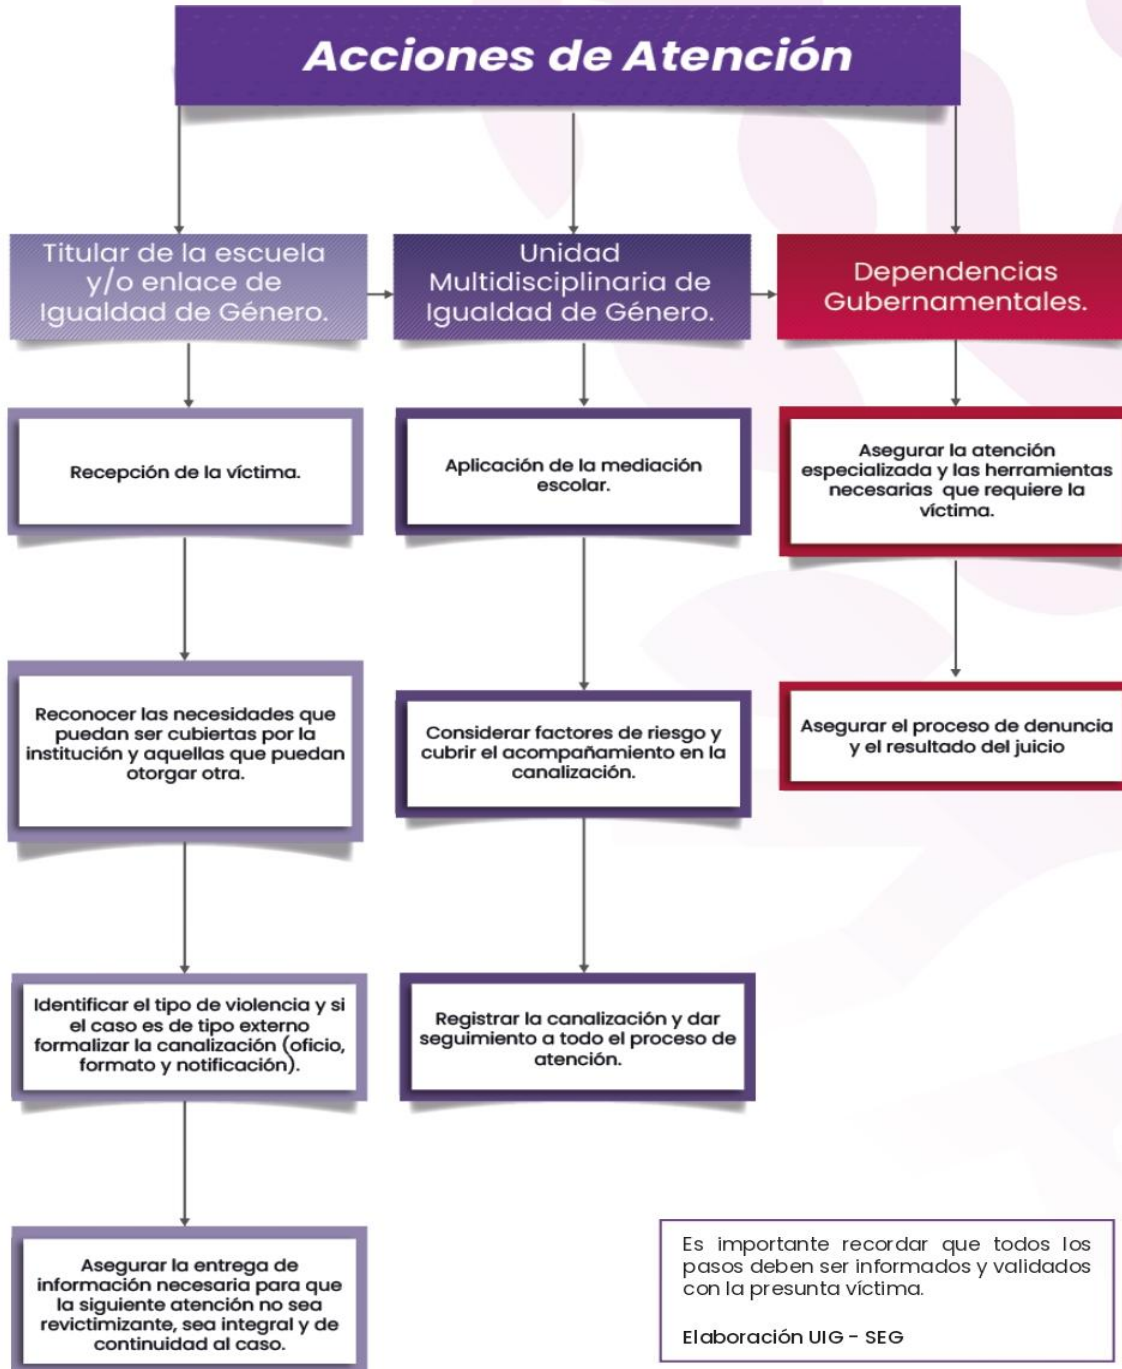 Acciones de Atención
Titular de la escuela
y/o enlace de
Igualdad de Género.
Unidad
Multidisciplinaria de
Igualdad de Género.
Dependencias
Gubernamentales.
Recepción de la víctima.
Aplicación de la mediación
escolar.
Asegurar la atención
especializada y las herramientas
necesarias que requiere la
víctima.
Reconocer las necesidades que
puedan ser cubiertas por la
institución y aquellas que puedan
otorgar otra.
Considerar factores de riesgo y
cubrir el acompañamiento en la
canalización.
Asegurar el proceso de denuncia
y el resultado del juicio
Identificar el tipo de violencia y si
el caso es de tipo externo
formalizar la canalización (oficio,
formato y notificación).
Registrar la canalización y dar
seguimiento a todo el proceso de
atención.
Asegurar la entrega de
información necesaria para que
la siguiente atención no sea
revictimizante, sea integral y de
continuidad al caso.
Es importante recordar que todos los
pasos deben ser informados y validados
con la presunta víctima.
Elaboración UIG - SEG